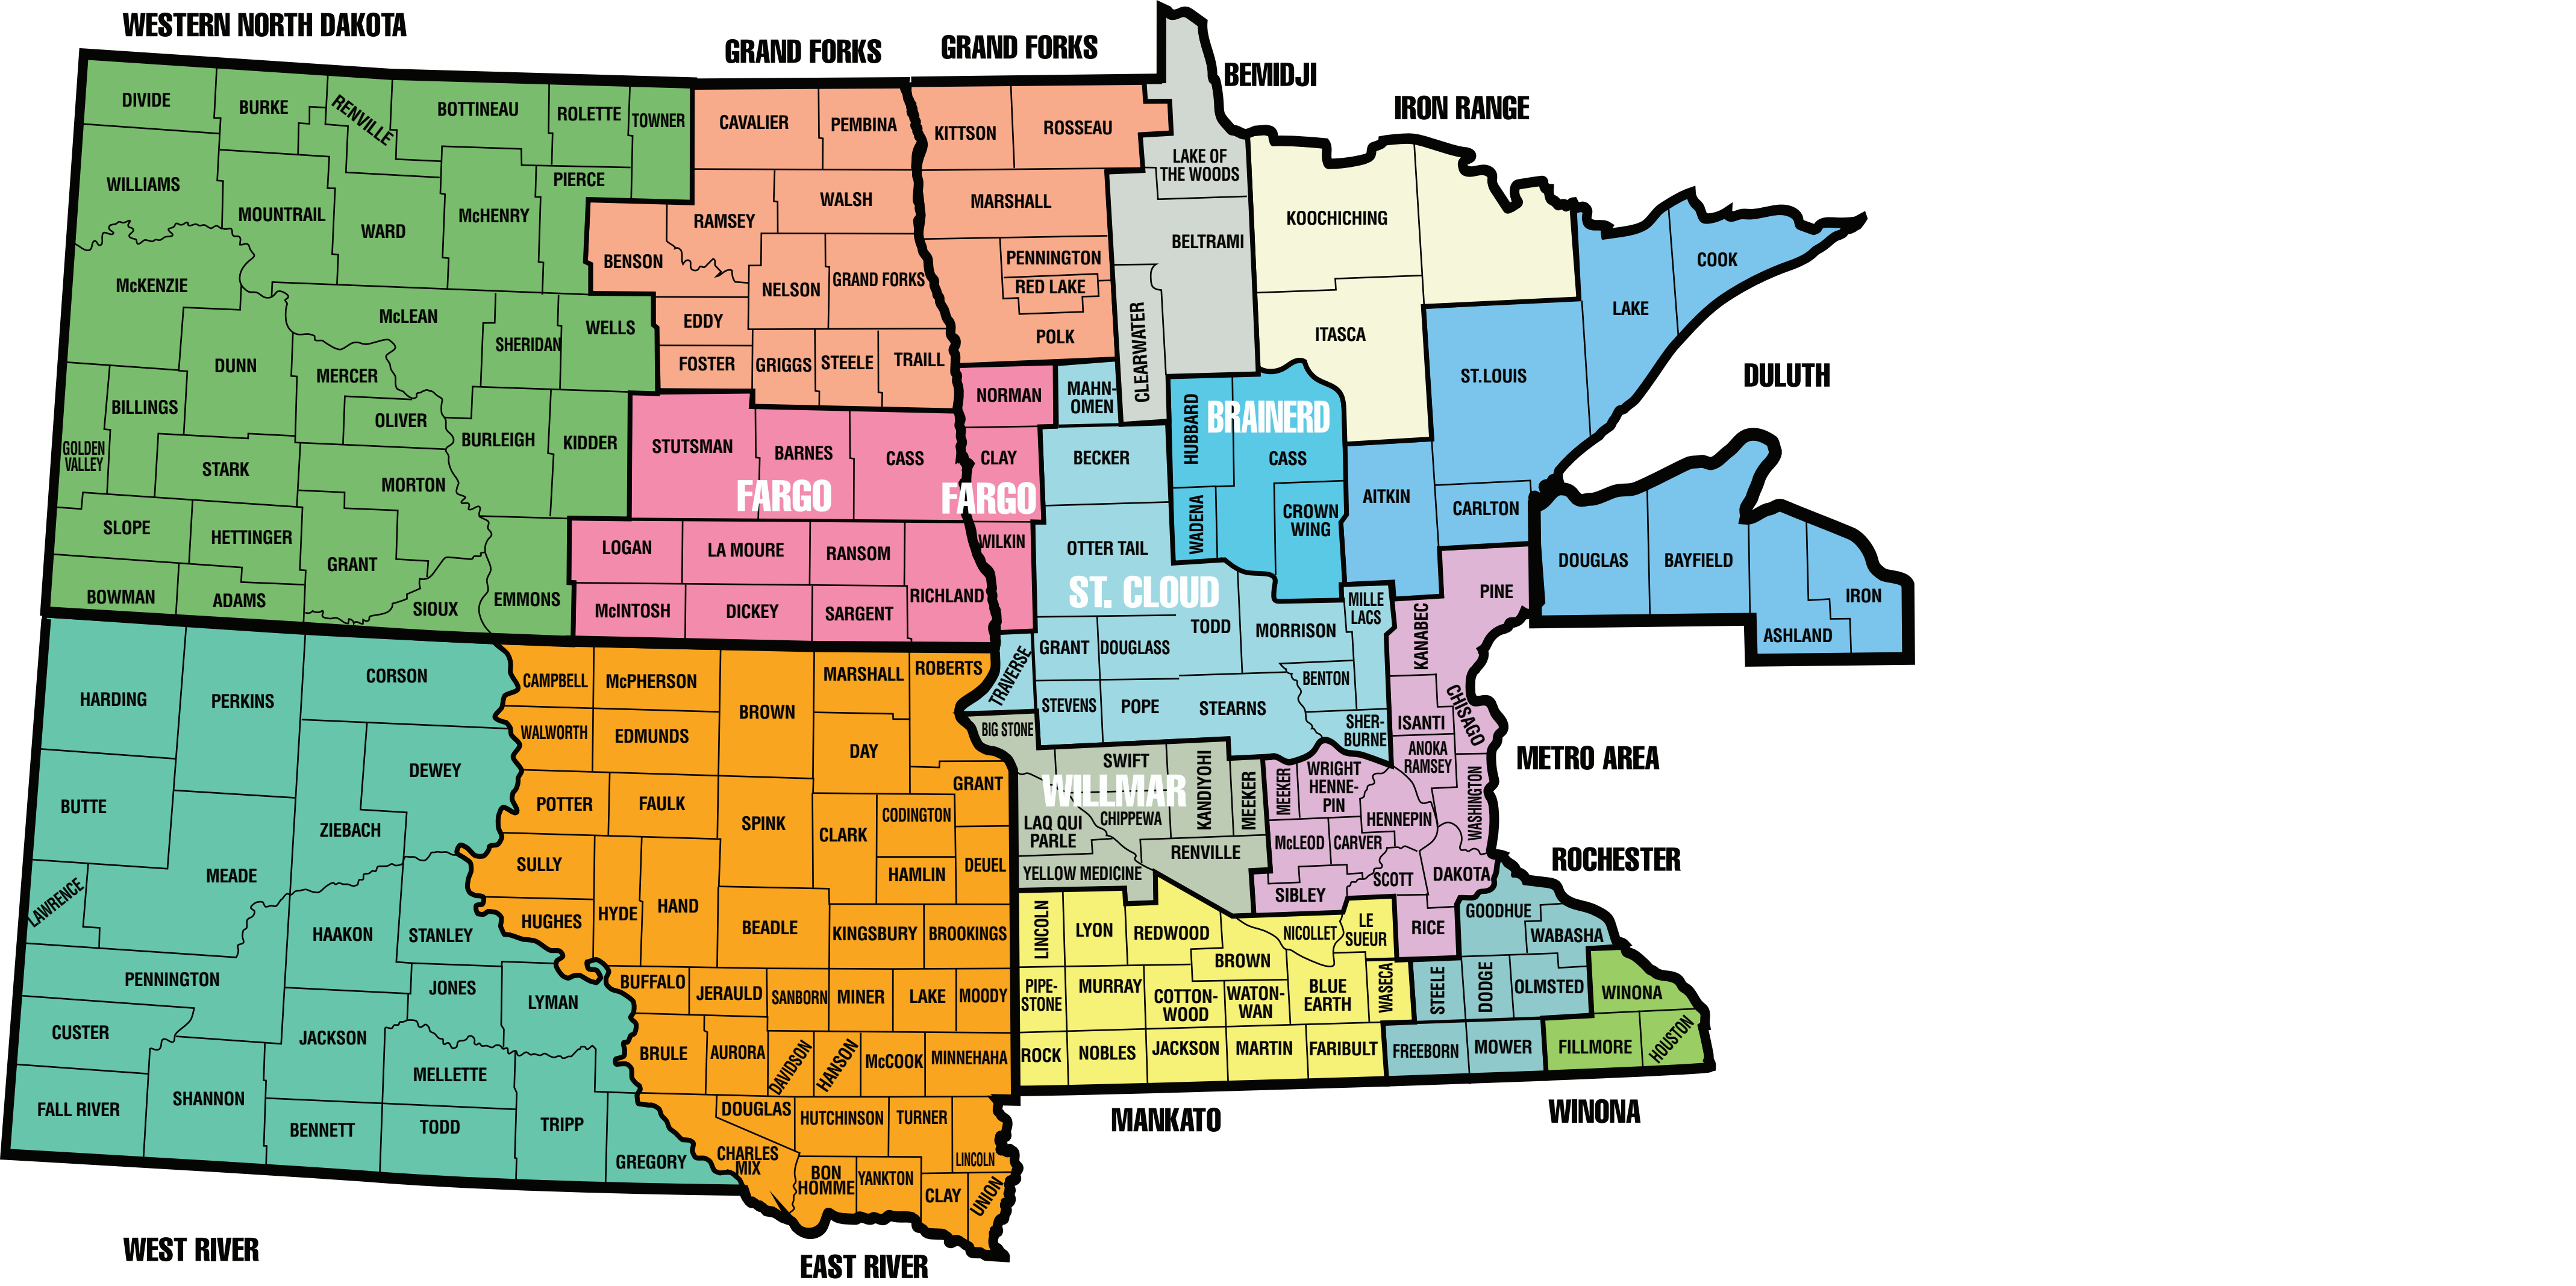 WESTERN NORTH DAKOTA
GRAND FORKS
GRAND FORKS
BEMIDJI
IRON RANGE
DULUTH
METRO AREA
ROCHESTER
WINONA
MANKATO
EAST RIVER
WEST RIVER
DIVIDE
BURKE
RENVILLE
BOTTINEAU
ROLETTE
TOWNER
WILLIAMS
MOUNTRAIL
WARD
McHENRY
PIERCE
McKENZIE
DUNN
McLEAN
SHERIDAN
WELLS
MERCER
OLIVER
BILLINGS
GOLDEN
VALLEY
STARK
MORTON
BURLEIGH
KIDDER
SLOPE
HETTINGER
GRANT
BOWMAN
ADAMS
SIOUX
EMMONS
CAVALIER
PEMBINA
RAMSEY
WALSH
BENSON
NELSON
GRAND FORKS
EDDY
FOSTER
GRIGGS
STEELE
TRAILL
KITTSON
ROSSEAU
MARSHALL
PENNINGTON
RED LAKE
POLK
STUTSMAN
BARNES
CASS
FARGO
LOGAN
LA MOURE
RANSOM
RICHLAND
McINTOSH
DICKEY
SARGENT
NORMAN
CLAY
FARGO
WILKIN
LAKE OF
THE WOODS
BELTRAMI
CLEARWATER
KOOCHICHING
ITASCA
ST.LOUIS
LAKE
COOK
AITKIN
CARLTON
DOUGLAS
BAYFIELD
ASHLAND
IRON
HUBBARD
BRAINERD
CASS
WADENA
CROWN
WING
MAHN-
OMEN
BECKER
OTTER TAIL
ST. CLOUD
GRANT
DOUGLASS
TODD
MORRISON
MILLE
LACS
TRAVERSE
STEVENS
POPE
STEARNS
BENTON
SHER-
BURNE
PINE
KANABEC
ISANTI
CHISAGO
ANOKA
RAMSEY
WASHINGTON
MEEKER
WRIGHT
HENNE-
PIN
HENNEPIN
McLEOD
CARVER
SIBLEY
SCOTT
DAKOTA
RICE
BIG STONE
SWIFT
WILLMAR
KANDIYOHI
MEEKER
LAQ QUI
PARLE
CHIPPEWA
RENVILLE
YELLOW MEDICINE
LINCOLN
LYON
REDWOOD
BROWN
NICOLLET
LE
SUEUR
PIPE-
STONE
MURRAY
COTTON-
WOOD
WATON-
WAN
BLUE
EARTH
WASECA
ROCK
NOBLES
JACKSON
MARTIN
FARIBULT
GOODHUE
WABASHA
STEELE
DODGE
OLMSTED
FREEBORN
MOWER
WINONA
FILLMORE
HOUSTON
HARDING
PERKINS
CORSON
BUTTE
DEWEY
ZIEBACH
MEADE
LAWRENCE
PENNINGTON
HAAKON
STANLEY
CUSTER
JACKSON
JONES
LYMAN
FALL RIVER
SHANNON
MELLETTE
BENNETT
TODD
TRIPP
GREGORY
CAMPBELL
McPHERSON
BROWN
MARSHALL
ROBERTS
WALWORTH
EDMUNDS
DAY
POTTER
FAULK
SPINK
CLARK
CODINGTON
GRANT
SULLY
HAMLIN
DEUEL
HUGHES
HYDE
HAND
BEADLE
KINGSBURY
BROOKINGS
BUFFALO
JERAULD
SANBORN
MINER
LAKE
MOODY
BRULE
AURORA
DAVIDSON
HANSON
McCOOK
MINNEHAHA
DOUGLAS
HUTCHINSON
TURNER
LINCOLN
CHARLES
MIX
BON
HOMME
YANKTON
CLAY
UNION